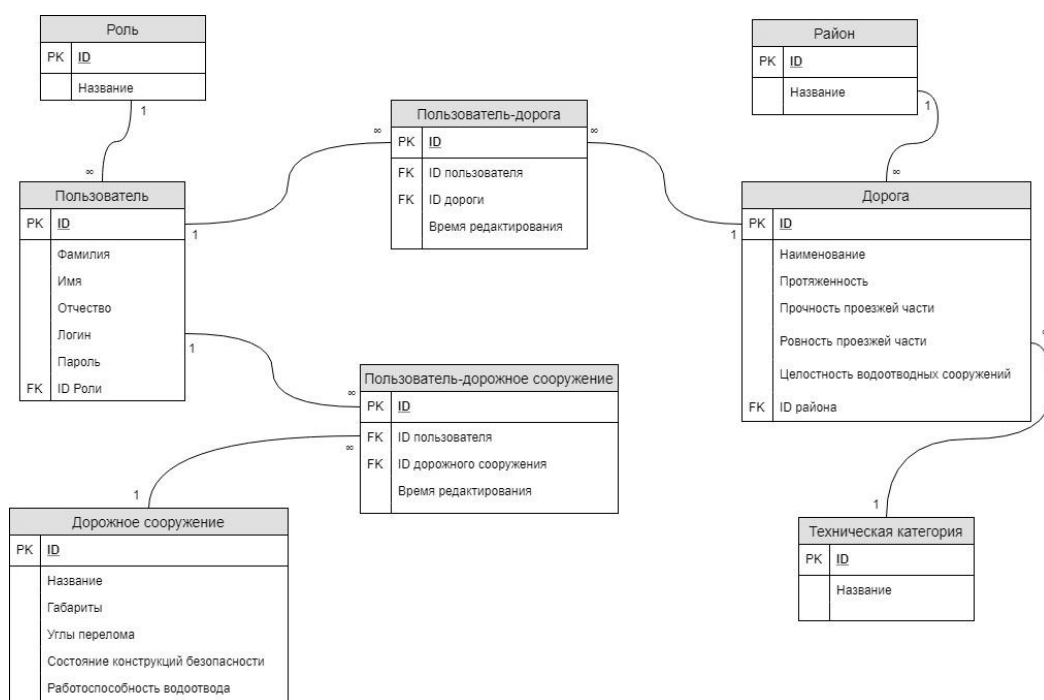 Роль
PK ID
Название
1
∞
Пользователь
PK ID
Фамилия
Имя
Отчество
Логин
Пароль
FK ID Роли
1
1
∞
Пользователь-дорога
∞
PK ID
FK ID пользователя
FK ID дороги
Время редактирования
Район
PK ID
Название
1
∞
Дорога
1
PK ID
Наименование
Протяженность
Прочность проезжей части
Ровность проезжей части
Целостность водоотводных сооружений
FK ID района
Пользователь-дорожное сооружение
∞
PK ID
FK ID пользователя
∞
FK ID дорожного сооружения
Время редактирования
1
Дорожное сооружение
PK ID
Название
Габариты
Углы перелома
Состояние конструкций безопасности
Работоспособность водоотвода
1
Техническая категория
PK ID
Название